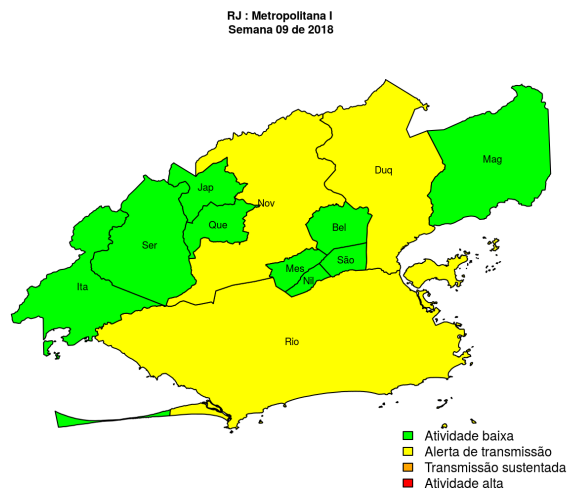 RJ : Metropolitana I
Semana 09 de 2018
Mag
Duq
Jap
Nov
Que
Bel
Ser
São
Mes
Nil
Ita
Rio
Atividade baixa
Alerta de transmissão
Transmissão sustentada
Atividade alta